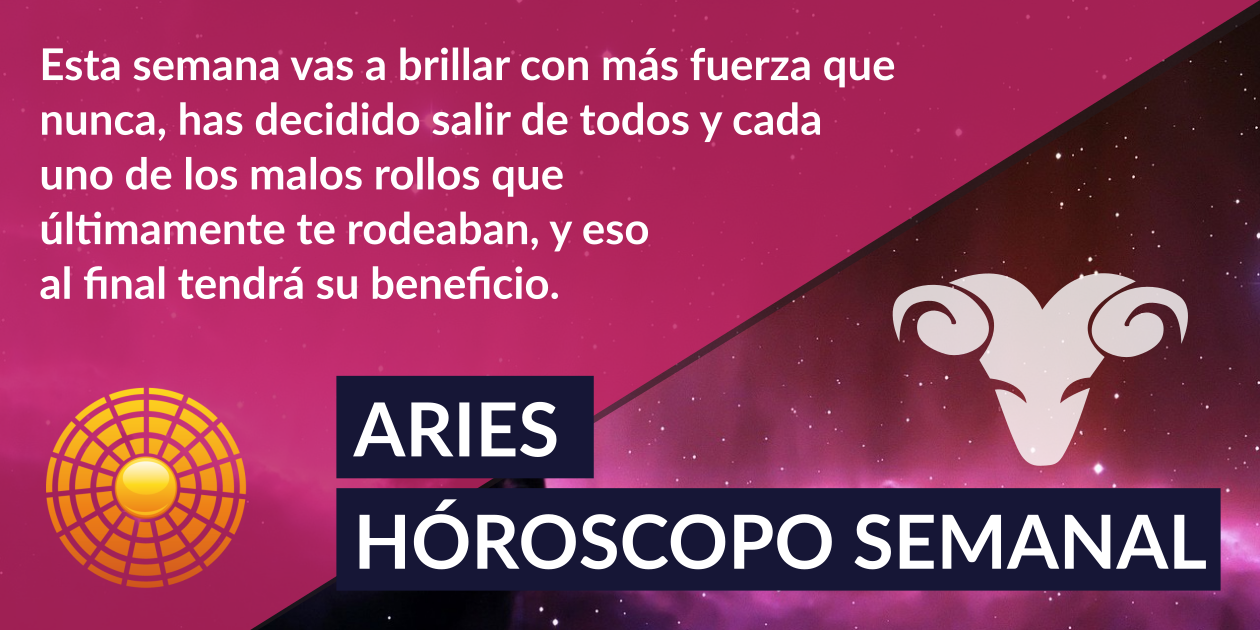 Esta semana vas a brillar con más fuerza que
nunca, has decidido salir de todos y cada
uno de los malos rollos que
últimamente te rodeaban, y eso
al final tendrá su beneficio.
ARIES
HÓROSCOPO SEMANAL